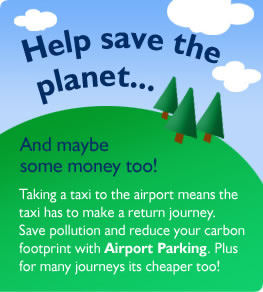 Help save the
planet...
And maybe
some money too!
Taking a taxi to the airport means the
taxi has to make a return journey.
Save pollution and reduce your carbon
footprint with Airport Parking. Plus
for many journeys its cheaper too!